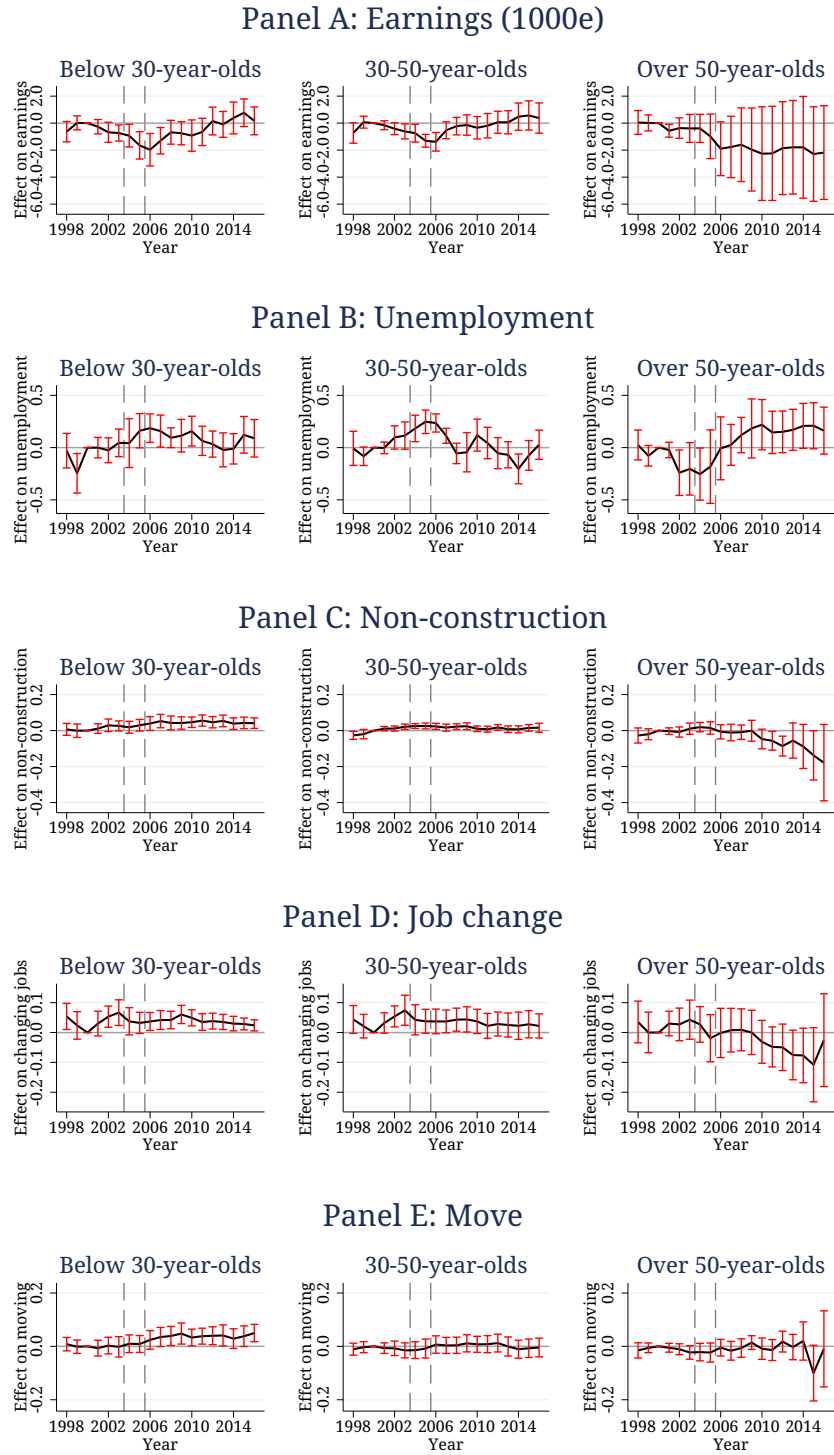 Panel A: Earnings (1000e)
Below 30-year-olds
30-50-year-olds
Over 50-year-olds
Effect on earnings
-6.0-4.0-2.0 0.0 2.0
1998 2002 2006 2010 2014
Year
Effect on earnings
-6.0-4.0-2.0 0.0 2.0
1998 2002 2006 2010 2014
Year
Effect on earnings
-6.0-4.0-2.0 0.0 2.0
1998 2002 2006 2010 2014
Year
Panel B: Unemployment
Below 30-year-olds
30-50-year-olds
Over 50-year-olds
Effect on unemployment
-0.5 0.0 0.5
1998 2002 2006 2010 2014
Year
Effect on unemployment
-0.5 0.0 0.5
1998 2002 2006 2010 2014
Year
Effect on unemployment
-0.5 0.0 0.5
1998 2002 2006 2010 2014
Year
Panel C: Non-construction
Below 30-year-olds
30-50-year-olds
Over 50-year-olds
Effect on non-construction
-0.4 -0.2 0.0 0.2
1998 2002 2006 2010 2014
Year
Effect on non-construction
-0.4 -0.2 0.0 0.2
1998 2002 2006 2010 2014
Year
Effect on non-construction
-0.4 -0.2 0.0 0.2
1998 2002 2006 2010 2014
Year
Panel D: Job change
Below 30-year-olds
30-50-year-olds
Over 50-year-olds
Effect on changing jobs
-0.2 -0.1 0.0 0.1
1998 2002 2006 2010 2014
Year
Effect on changing jobs
-0.2 -0.1 0.0 0.1
1998 2002 2006 2010 2014
Year
Effect on changing jobs
-0.2 -0.1 0.0 0.1
1998 2002 2006 2010 2014
Year
Panel E: Move
Below 30-year-olds
30-50-year-olds
Over 50-year-olds
Effect on moving
-0.2 0.0 0.2
1998 2002 2006 2010 2014
Year
Effect on moving
-0.2 0.0 0.2
1998 2002 2006 2010 2014
Year
Effect on moving
-0.2 0.0 0.2
1998 2002 2006 2010 2014
Year